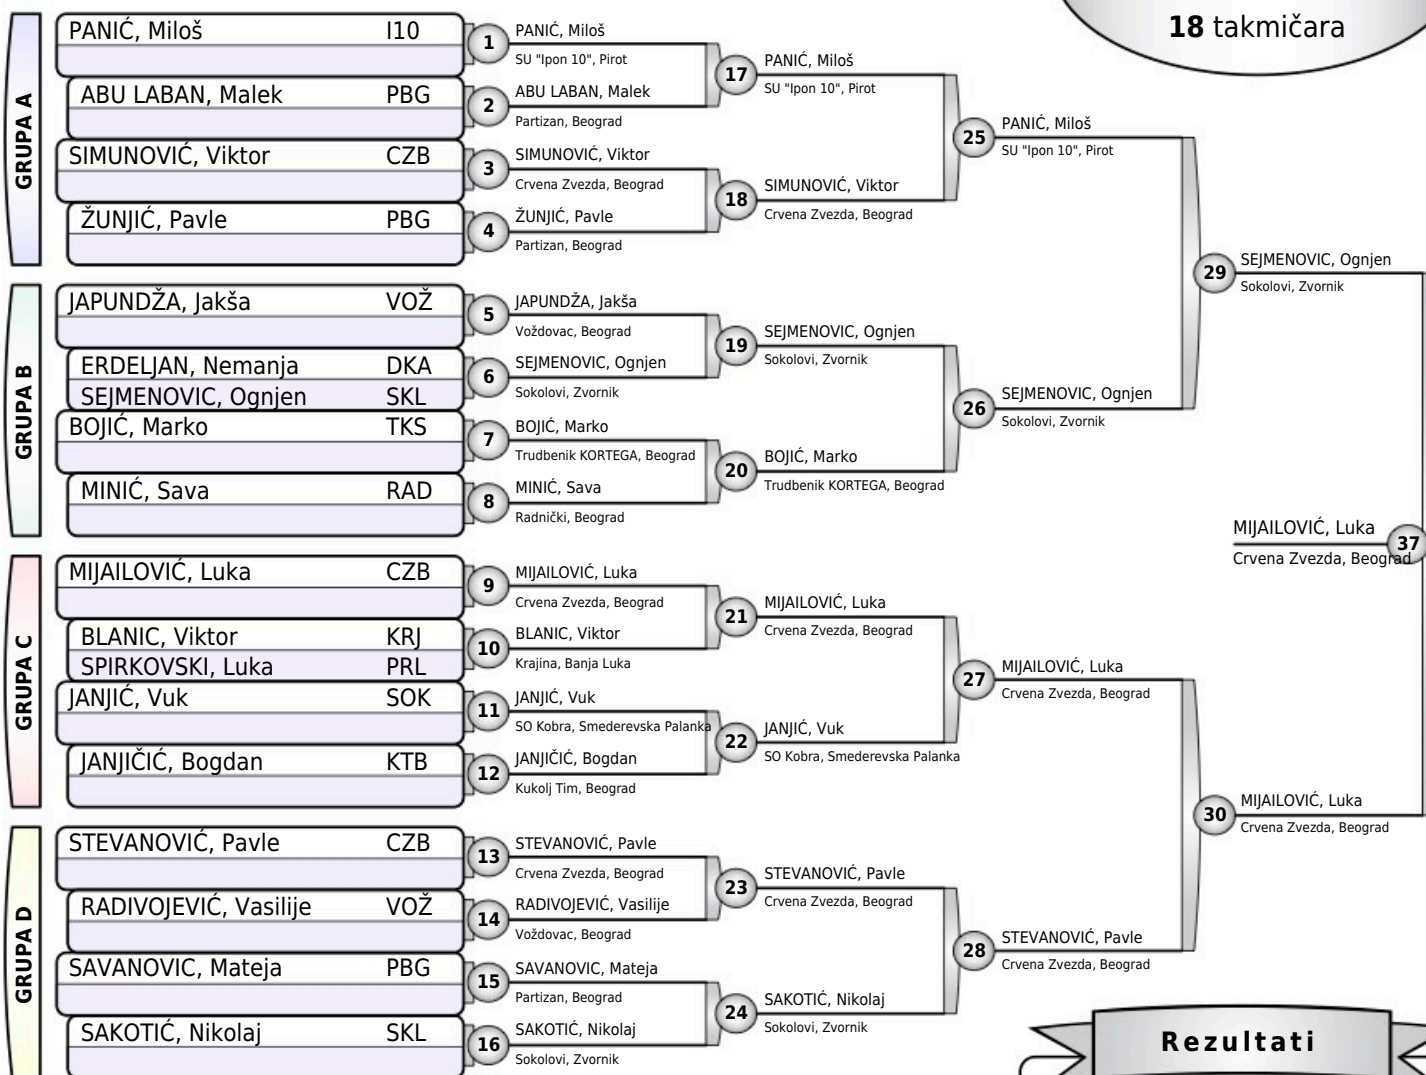 18 takmičara
GRUPA A
PANIĆ, Miloš I10
ABU LABAN, Malek PBG
SIMUNOVIĆ, Viktor CZB
ŽUNJIĆ, Pavle PBG
GRUPA B
JAPUNDŽA, Jakša VOŽ
ERDELJAN, Nemanja DKA
SEJMENOVIC, Ognjen SKL
BOJIĆ, Marko TKS
MINIĆ, Sava RAD
GRUPA C
MIJAILOVIĆ, Luka CZB
BLANIC, Viktor KRJ
SPIRKOVSKI, Luka PRL
JANJIĆ, Vuk SOK
JANJIČIĆ, Bogdan KTB
GRUPA D
STEVANOVIĆ, Pavle CZB
RADIVOJEVIĆ, Vasilije VOŽ
SAVANOVIC, Mateja PBG
SAKOTIĆ, Nikolaj SKL
1 PANIĆ, Miloš
SU "Ipon 10", Pirot
2 ABU LABAN, Malek
Partizan, Beograd
3 SIMUNOVIĆ, Viktor
Crvena Zvezda, Beograd
4 ŽUNJIĆ, Pavle
Partizan, Beograd
5 JAPUNDŽA, Jakša
Voždovac, Beograd
6 SEJMENOVIC, Ognjen
Sokolovi, Zvornik
7 BOJIĆ, Marko
Trudbenik KORTEGA, Beograd
8 MINIĆ, Sava
Radnički, Beograd
9 MIJAILOVIĆ, Luka
Crvena Zvezda, Beograd
10 BLANIC, Viktor
Krajina, Banja Luka
11 JANJIĆ, Vuk
SO Kobra, Smederevska Palanka
12 JANJIČIĆ, Bogdan
Kukolj Tim, Beograd
13 STEVANOVIĆ, Pavle
Crvena Zvezda, Beograd
14 RADIVOJEVIĆ, Vasilije
Voždovac, Beograd
15 SAVANOVIC, Mateja
Partizan, Beograd
16 SAKOTIĆ, Nikolaj
Sokolovi, Zvornik
17 PANIĆ, Miloš
SU "Ipon 10", Pirot
18 SIMUNOVIĆ, Viktor
Crvena Zvezda, Beograd
19 SEJMENOVIC, Ognjen
Sokolovi, Zvornik
20 BOJIĆ, Marko
Trudbenik KORTEGA, Beograd
21 MIJAILOVIĆ, Luka
Crvena Zvezda, Beograd
22 JANJIĆ, Vuk
SO Kobra, Smederevska Palanka
23 STEVANOVIĆ, Pavle
Crvena Zvezda, Beograd
24 SAKOTIĆ, Nikolaj
Sokolovi, Zvornik
25 PANIĆ, Miloš
SU "Ipon 10", Pirot
26 SEJMENOVIC, Ognjen
Sokolovi, Zvornik
27 MIJAILOVIĆ, Luka
Crvena Zvezda, Beograd
28 STEVANOVIĆ, Pavle
Crvena Zvezda, Beograd
29 SEJMENOVIC, Ognjen
Sokolovi, Zvornik
30 MIJAILOVIĆ, Luka
Crvena Zvezda, Beograd
MIJAILOVIĆ, Luka 37
Crvena Zvezda, Beograd
Rezultati